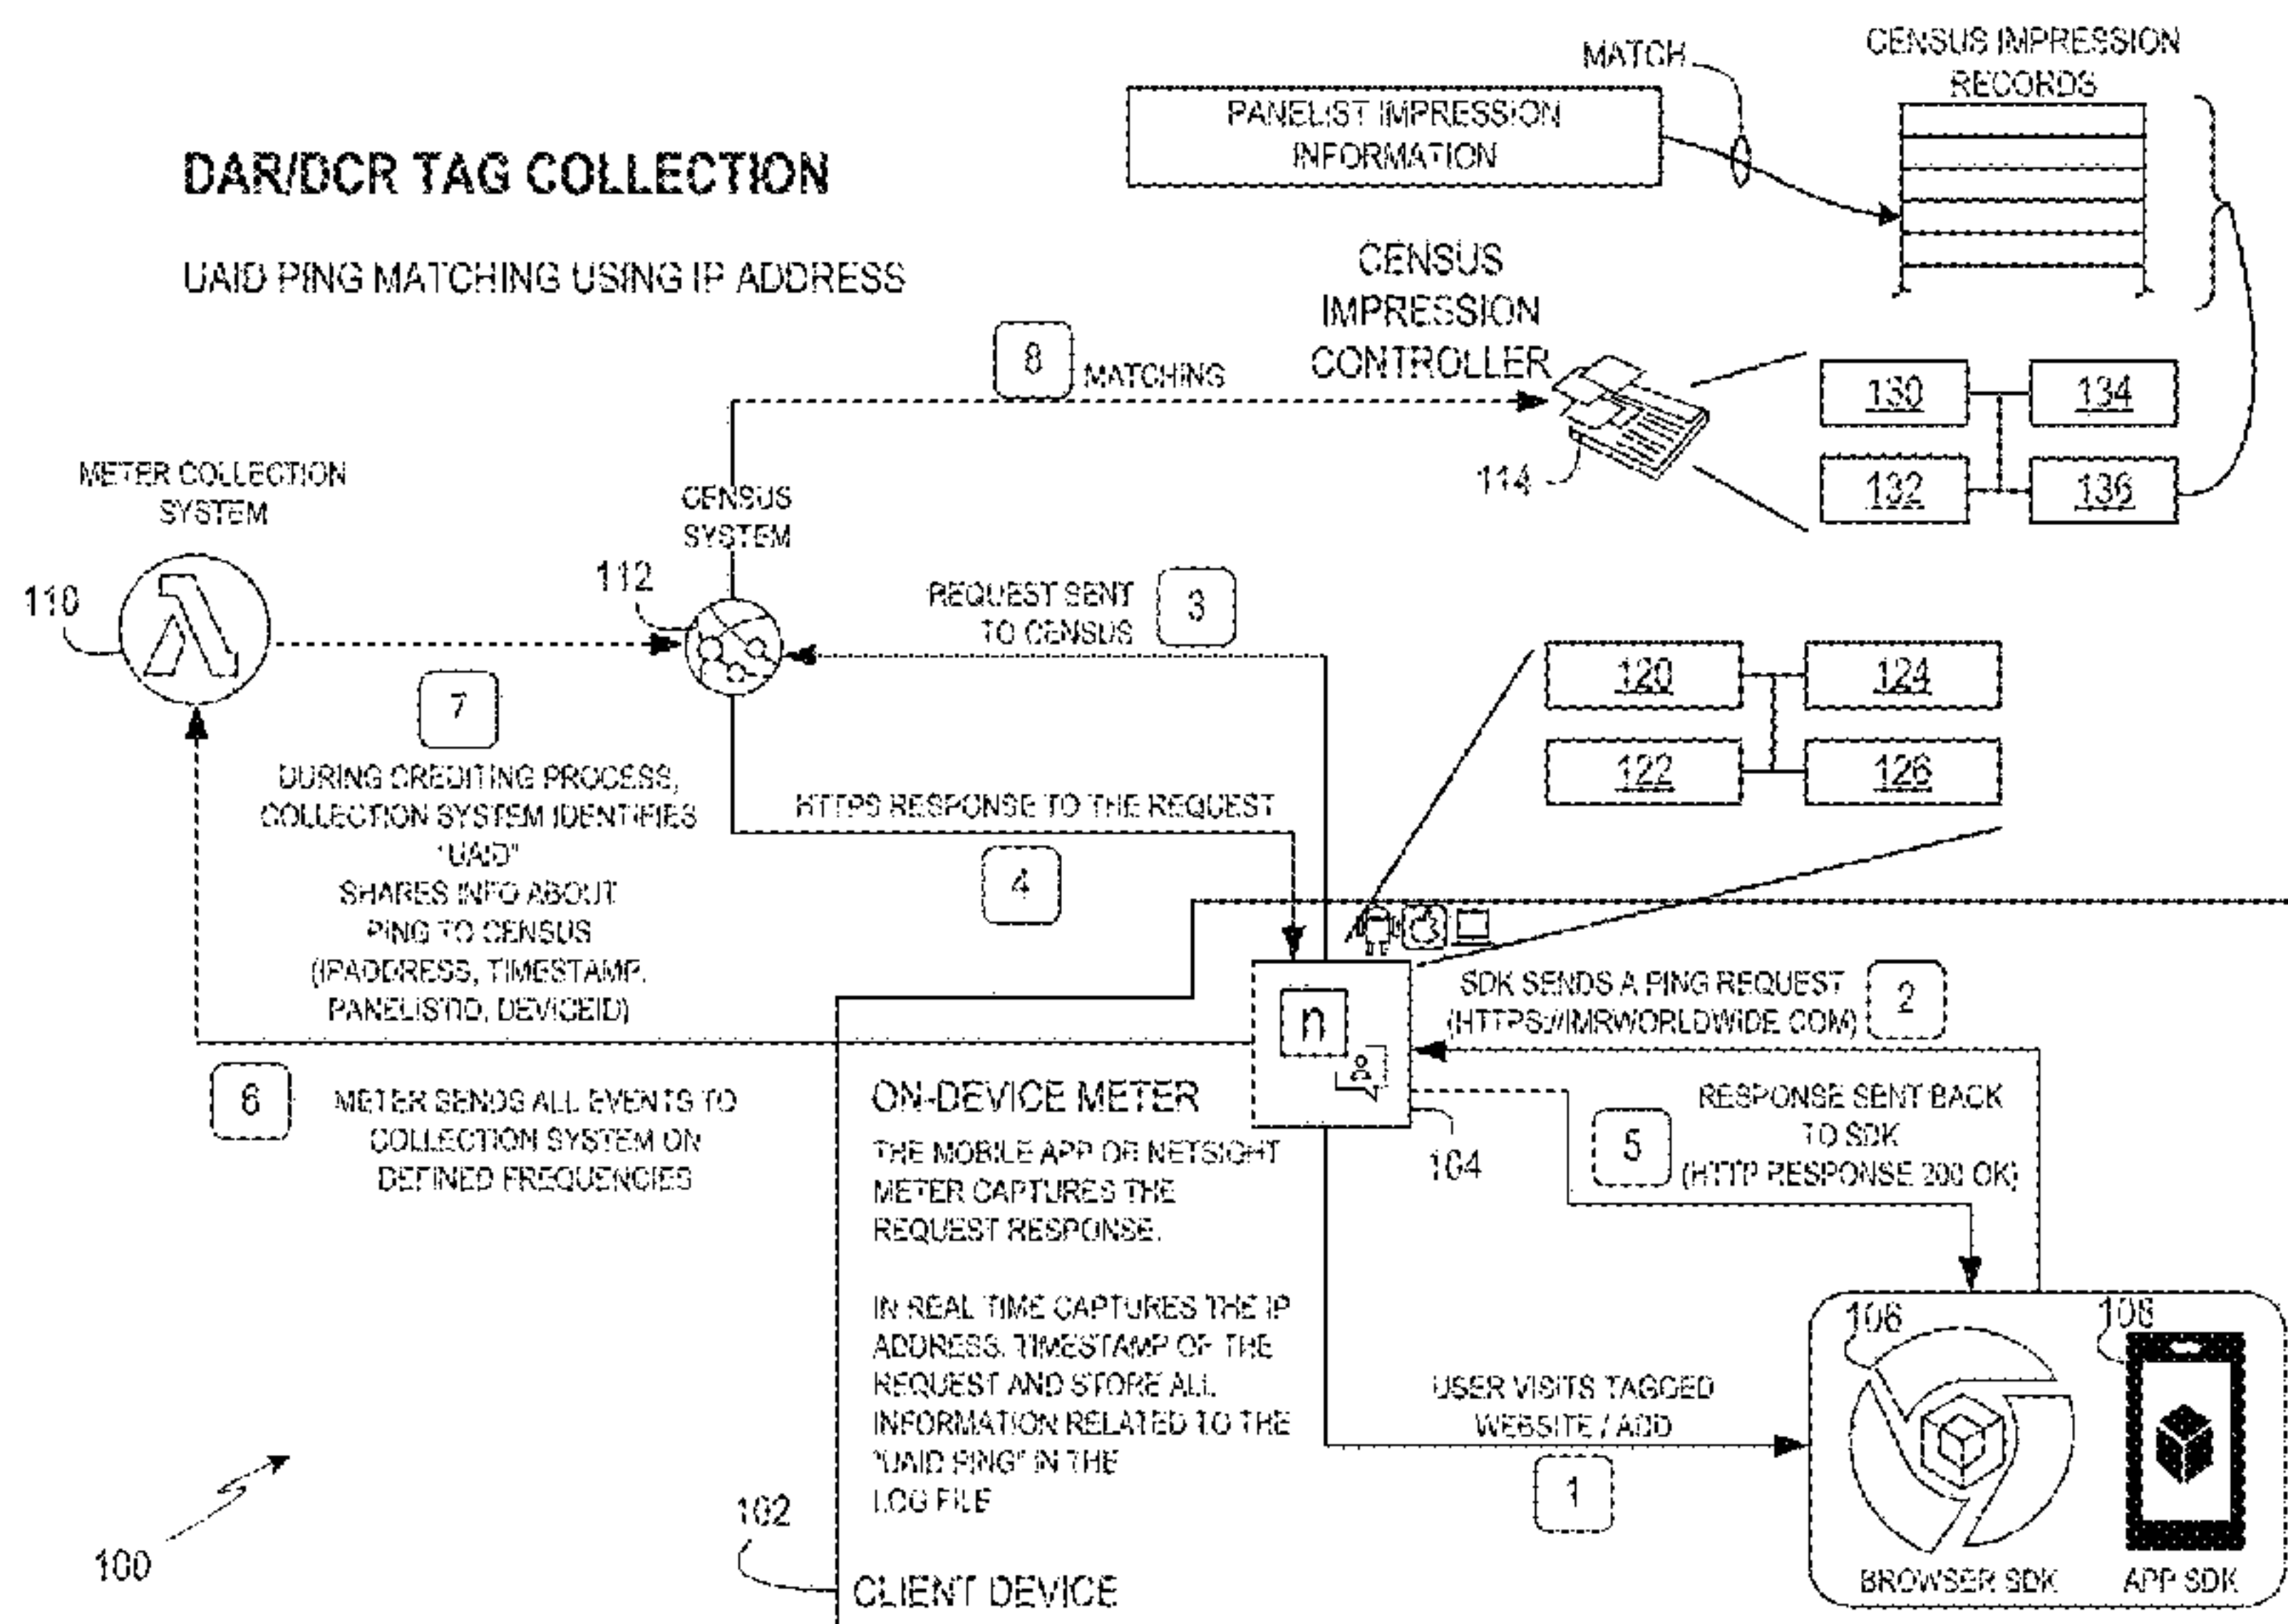 DAR/DCR TAG COLLECTION
UAID PING MATCHING USING IP ADDRESS
PANELIST IMPRESSION
INFORMATION
MATCH
CENSUS IMPRESSION
RECORDS
CENSUS
IMPRESSION
CONTROLLER
114
130
134
132
136
8
MATCHING
METER COLLECTION
SYSTEM
110
CENSUS
SYSTEM
112
REQUEST SENT
TO CENSUS
3
120
124
122
126
7
DURING CREDITING PROCESS,
COLLECTION SYSTEM IDENTIFIES
"UAID"
SHARES INFO ABOUT
PING TO CENSUS
(IPADDRESS, TIMESTAMP,
PANELISTID, DEVICEID)
HTTPS RESPONSE TO THE REQUEST
4
n
104
SDK SENDS A PING REQUEST
(HTTPS://IMRWORLDWIDE.COM)
2
6
METER SENDS ALL EVENTS TO
COLLECTION SYSTEM ON
DEFINED FREQUENCIES
ON-DEVICE METER
THE MOBILE APP OR NETSIGHT
METER CAPTURES THE
REQUEST RESPONSE.
IN REAL TIME CAPTURES THE IP
ADDRESS, TIMESTAMP OF THE
REQUEST AND STORE ALL
INFORMATION RELATED TO THE
"UAID PING" IN THE
LOG FILE
5
RESPONSE SENT BACK
TO SDK
(HTTP RESPONSE 200 OK)
USER VISITS TAGGED
WEBSITE / ADD
1
106
108
BROWSER SDK
APP SDK
102
CLIENT DEVICE
100